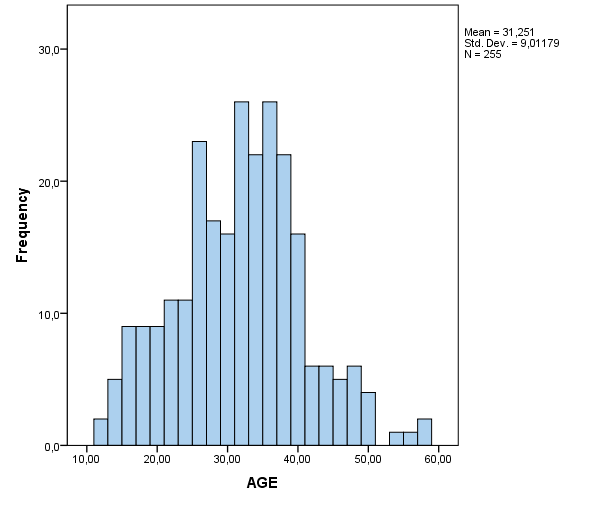 Mean = 31,251
Std. Dev. = 9,01179
N = 255
30,0
20,0
10,0
0,0
Frequency
10,00 20,00 30,00 40,00 50,00 60,00
AGE